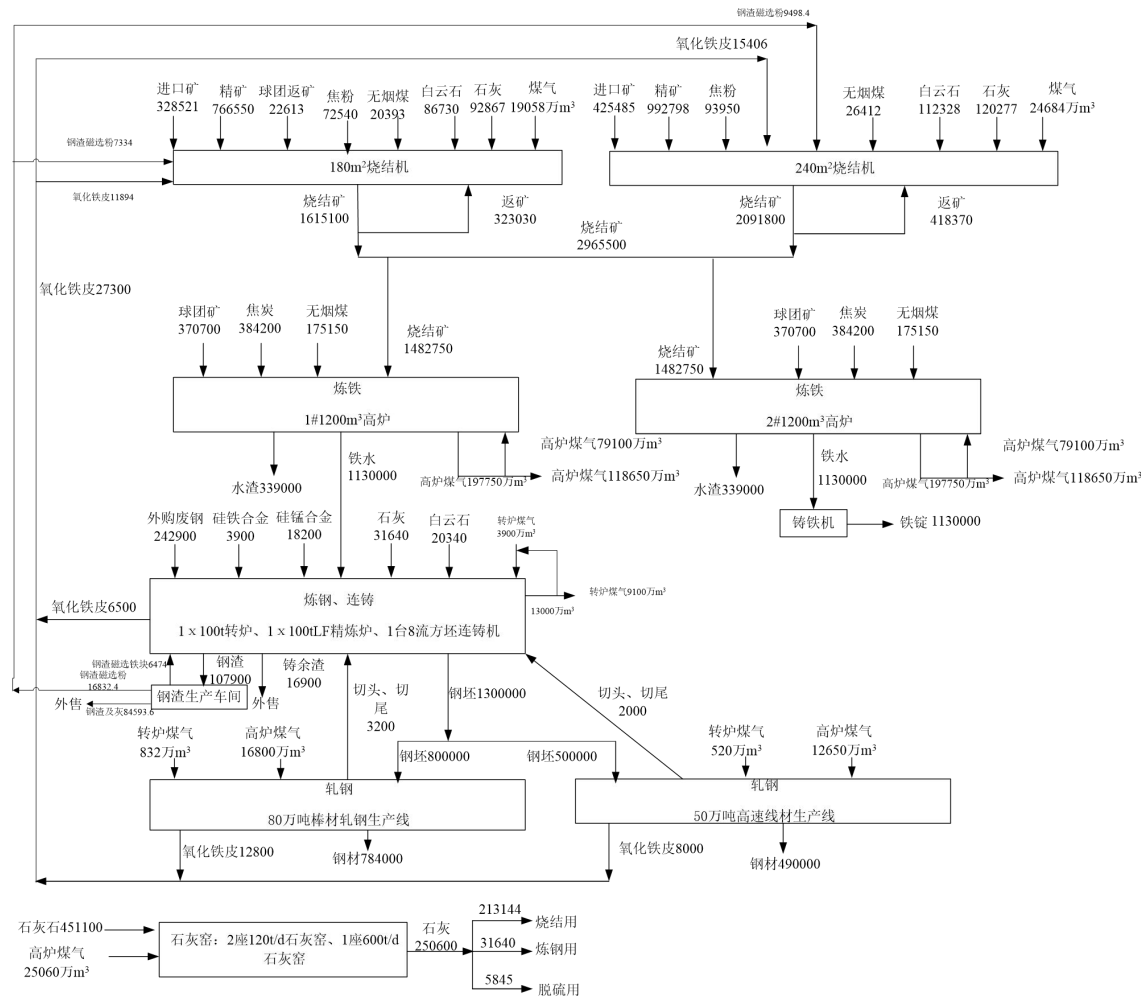 钢渣磁选粉9498.4
氧化铁皮15406
进口矿
328521
精矿
766550
球团返矿
22613
焦粉
72540
无烟煤
20393
白云石
86730
石灰
92867
煤气
19058万m³
进口矿
425485
精矿
992798
焦粉
93950
无烟煤
26412
白云石
112328
石灰
120277
煤气
24684万m³
钢渣磁选粉7334
180m²烧结机
240m²烧结机
氧化铁皮11894
烧结矿
1615100
返矿
323030
烧结矿
2965500
烧结矿
2091800
返矿
418370
氧化铁皮27300
球团矿
370700
焦炭
384200
无烟煤
175150
烧结矿
1482750
烧结矿
1482750
球团矿
370700
焦炭
384200
无烟煤
175150
炼铁
1#1200m³高炉
炼铁
2#1200m³高炉
水渣339000
铁水
1130000
高炉煤气197750万m³
高炉煤气79100万m³
高炉煤气118650万m³
水渣339000
铁水
1130000
高炉煤气197750万m³
高炉煤气79100万m³
高炉煤气118650万m³
铸铁机
铁锭 1130000
外购废钢
242900
硅铁合金
3900
硅锰合金
18200
石灰
31640
白云石
20340
转炉煤气
3900万m³
炼钢、连铸
1 x 100t转炉、1 x 100tLF精炼炉、1台8流方坯连铸机
转炉煤气9100万m³
13000万m³
氧化铁皮6500
钢渣磁选铁块6474
钢渣磁选粉
16832.4
钢渣
107900
铸余渣
16900
钢渣生产车间
外售
外售
钢渣及灰84593.6
切头、切
尾
3200
钢坯1300000
切头、切尾
2000
转炉煤气
832万m³
高炉煤气
16800万m³
钢坯800000
钢坯500000
转炉煤气
520万m³
高炉煤气
12650万m³
轧钢
80万吨棒材轧钢生产线
轧钢
50万吨高速线材生产线
氧化铁皮12800
钢材784000
氧化铁皮8000
钢材490000
石灰石451100
高炉煤气
25060万m³
石灰窑：2座120t/d石灰窑、1座600t/d
石灰窑
石灰
250600
213144
烧结用
31640
炼钢用
5845
脱硫用